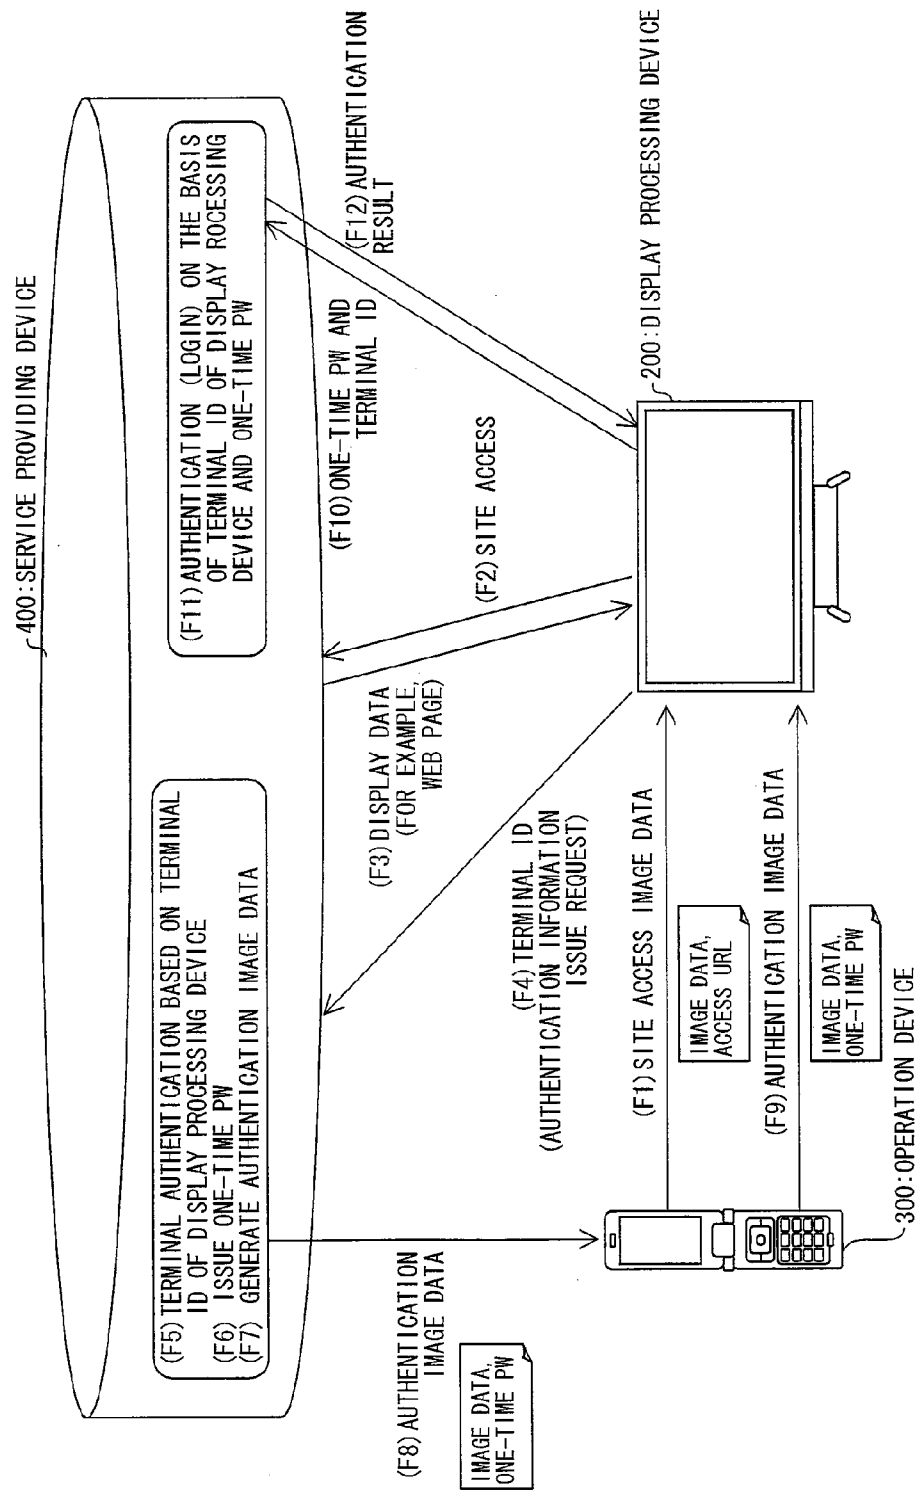 400:SERVICE PROVIDING DEVICE
(F5) TERMINAL AUTHENTICATION BASED ON TERMINAL
ID OF DISPLAY PROCESSING DEVICE
(F6) ISSUE ONE-TIME PW
(F7) GENERATE AUTHENTICATION IMAGE DATA
(F11) AUTHENTICATION (LOGIN) ON THE BASIS
OF TERMINAL ID OF DISPLAY ROCESSING
DEVICE AND ONE-TIME PW
(F8) AUTHENTICATION
IMAGE DATA
IMAGE DATA,
ONE-TIME PW
(F3) DISPLAY DATA
(FOR EXAMPLE,
WEB PAGE)
(F10) ONE-TIME PW AND
TERMINAL ID
(F12) AUTHENTICATION
RESULT
(F2) SITE ACCESS
(F4) TERMINAL ID
(AUTHENTICATION INFORMATION
ISSUE REQUEST)
(F1) SITE ACCESS IMAGE DATA
IMAGE DATA,
ACCESS URL
(F9) AUTHENTICATION IMAGE DATA
IMAGE DATA,
ONE-TIME PW
200:DISPLAY PROCESSING DEVICE
300:OPERATION DEVICE